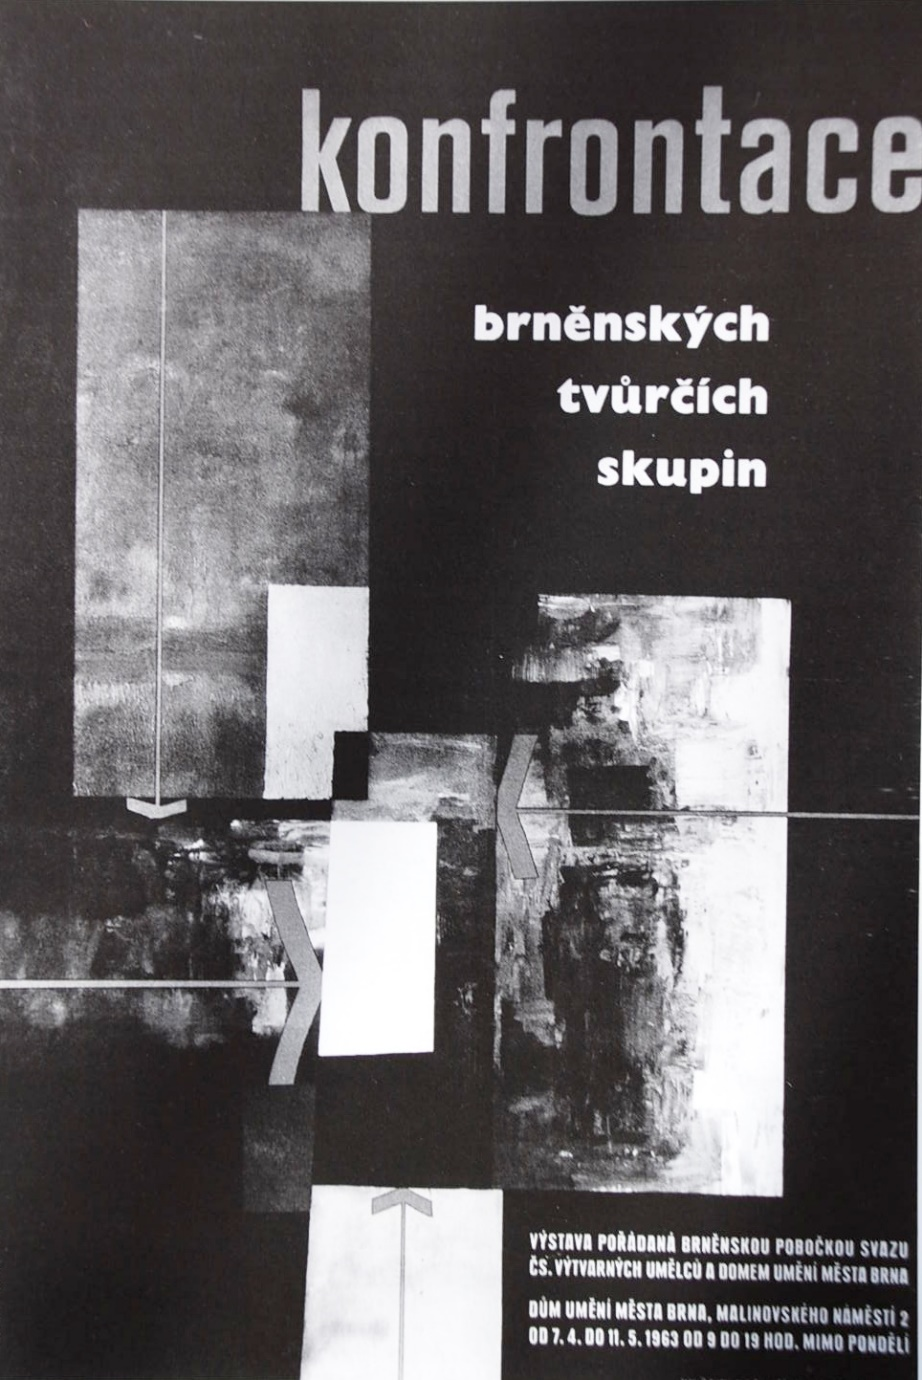 konfrontace
brněnských
tvůrčích
skupin
VÝSTAVA POŘÁDANÁ BRNĚNSKOU POBOČKOU SVAZU
ČS. VÝTVARNÝCH UMĚLCŮ A DOMEM UMĚNÍ MĚSTA BRNA
DŮM UMĚNÍ MĚSTA BRNA, MALINOVSKÉHO NÁMĚSTÍ 2
OD 7. 4. DO 11. 5. 1963 OD 9 DO 19 HOD. MIMO PONDĚLÍ